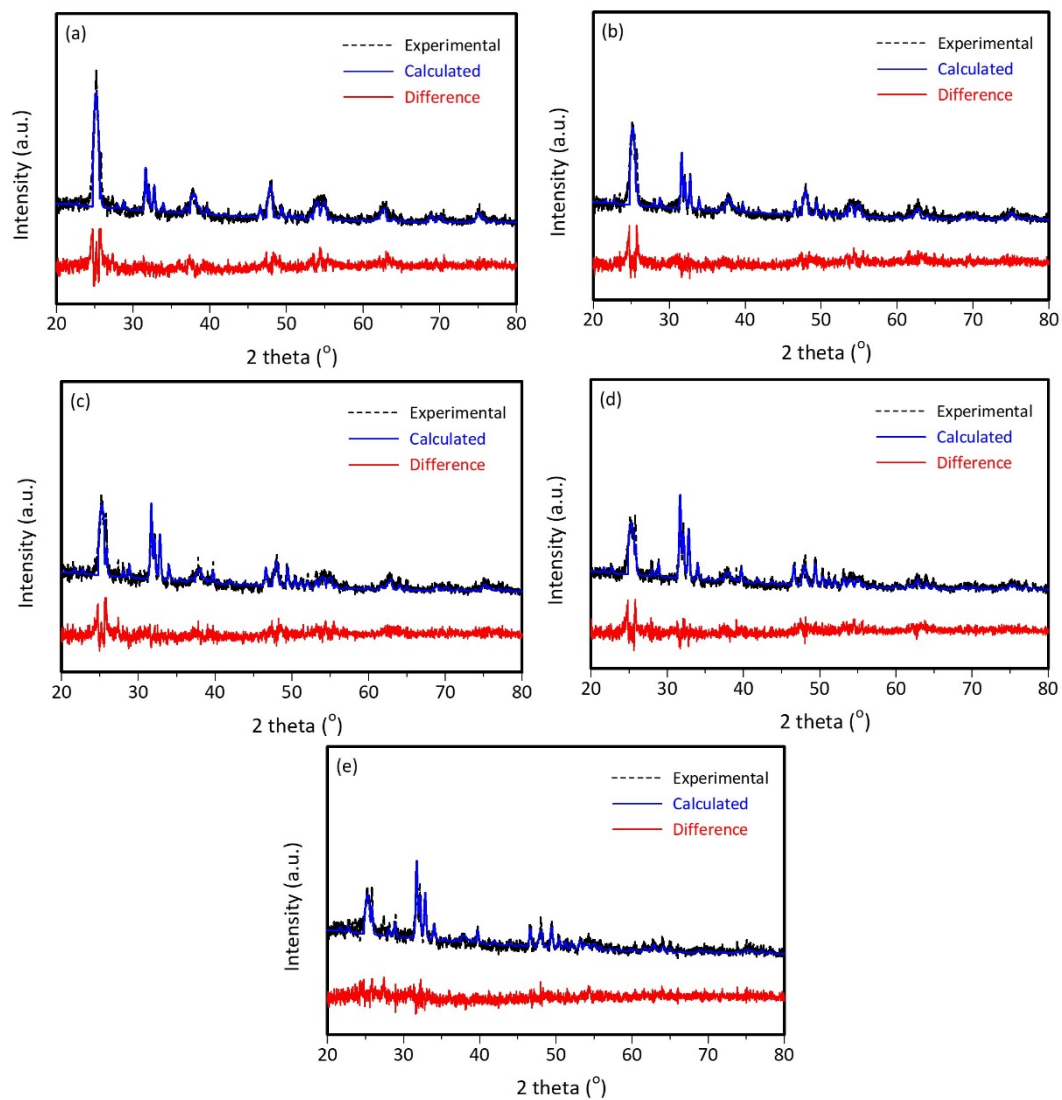 (a)
Experimental
Calculated
Difference
Intensity (a.u.)
20 30 40 50 60 70 80
2 theta (o)
(b)
Experimental
Calculated
Difference
Intensity (a.u.)
20 30 40 50 60 70 80
2 theta (o)
(c)
Experimental
Calculated
Difference
Intensity (a.u.)
20 30 40 50 60 70 80
2 theta (o)
(d)
Experimental
Calculated
Difference
Intensity (a.u.)
20 30 40 50 60 70 80
2 theta (o)
(e)
Experimental
Calculated
Difference
Intensity (a.u.)
20 30 40 50 60 70 80
2 theta (o)